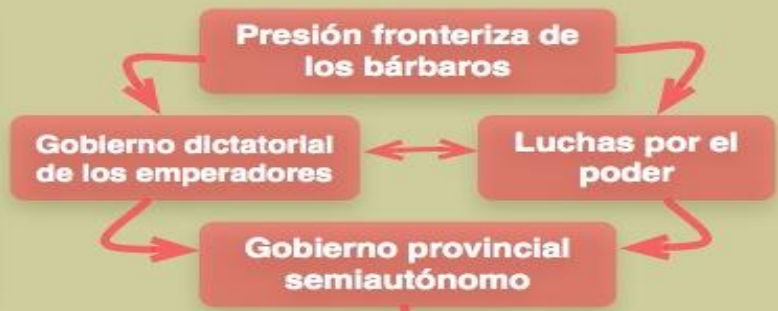 Presión fronteriza de
los bárbaros
Gobierno dictatorial
de los emperadores
Luchas por el
poder
Gobierno provincial
semiautónomo